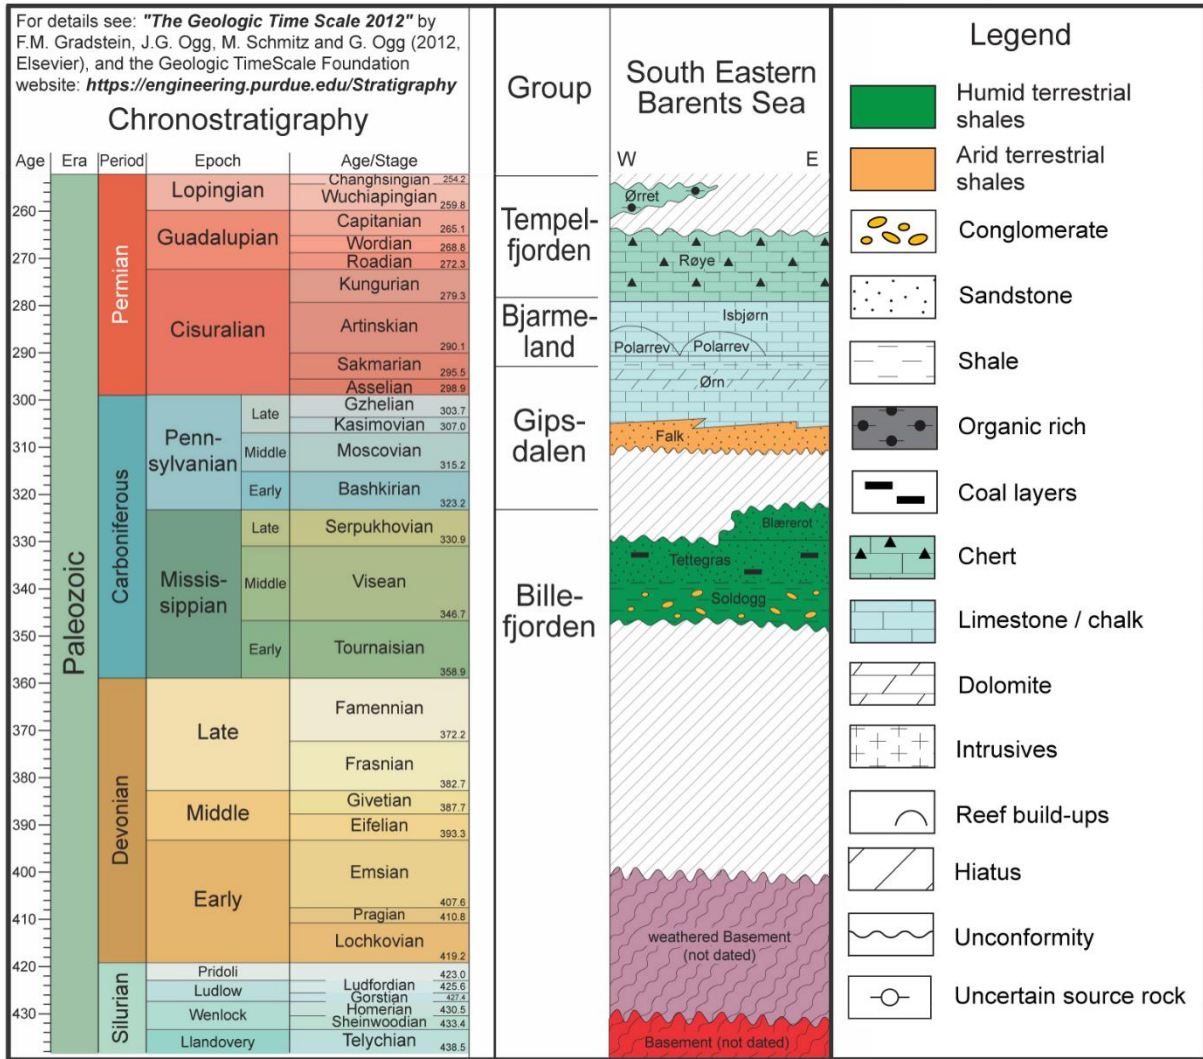 For details see: "The Geologic Time Scale 2012" by
F.M. Gradstein, J.G. Ogg, M. Schmitz and G. Ogg (2012,
Elsevier), and the Geologic TimeScale Foundation
website: https://engineering.purdue.edu/Stratigraphy
Chronostratigraphy
Age
Era
Period
Epoch
Age/Stage
260
270
280
290
300
310
320
330
340
350
360
370
380
390
400
410
420
430
Paleozoic
Permian
Carboniferous
Devonian
Silurian
Lopingian
Guadalupian
Cisuralian
Penn-
sylvanian
Late
Middle
Early
Missis-
sippian
Late
Middle
Early
Late
Middle
Early
Pridoli
Ludlow
Wenlock
Llandovery
Changhsingian 254.2
Wuchiapingian 259.8
Capitanian 265.1
Wordian 268.8
Roadian 272.3
Kungurian 279.3
Artinskian 290.1
Sakmarian 295.5
Asselian 298.9
Gzhelian 303.7
Kasimovian 307.0
Moscovian 315.2
Bashkirian 323.2
Serpukhovian 330.9
Visean 346.7
Tournaisian 358.9
Famennian 372.2
Frasnian 382.7
Givetian 387.7
Eifelian 393.3
Emsian 407.6
Pragian 410.8
Lochkovian 419.2
423.0
Ludfordian 425.6
Gorstian 427.4
Homerian 430.5
Sheinwoodian 433.4
Telychian 438.5
Group
Tempel-
fjorden
Bjarme-
land
Gips-
dalen
Bille-
fjorden
South Eastern
Barents Sea
W E
Ørret
Røye
Isbjørn
Polarrev Polarrev
Ørn
Falk
Blærerot
Tettegras
Soldogg
weathered Basement
(not dated)
Basement (not dated)
Legend
Humid terrestrial
shales
Arid terrestrial
shales
Conglomerate
Sandstone
Shale
Organic rich
Coal layers
Chert
Limestone / chalk
Dolomite
Intrusives
Reef build-ups
Hiatus
Unconformity
Uncertain source rock